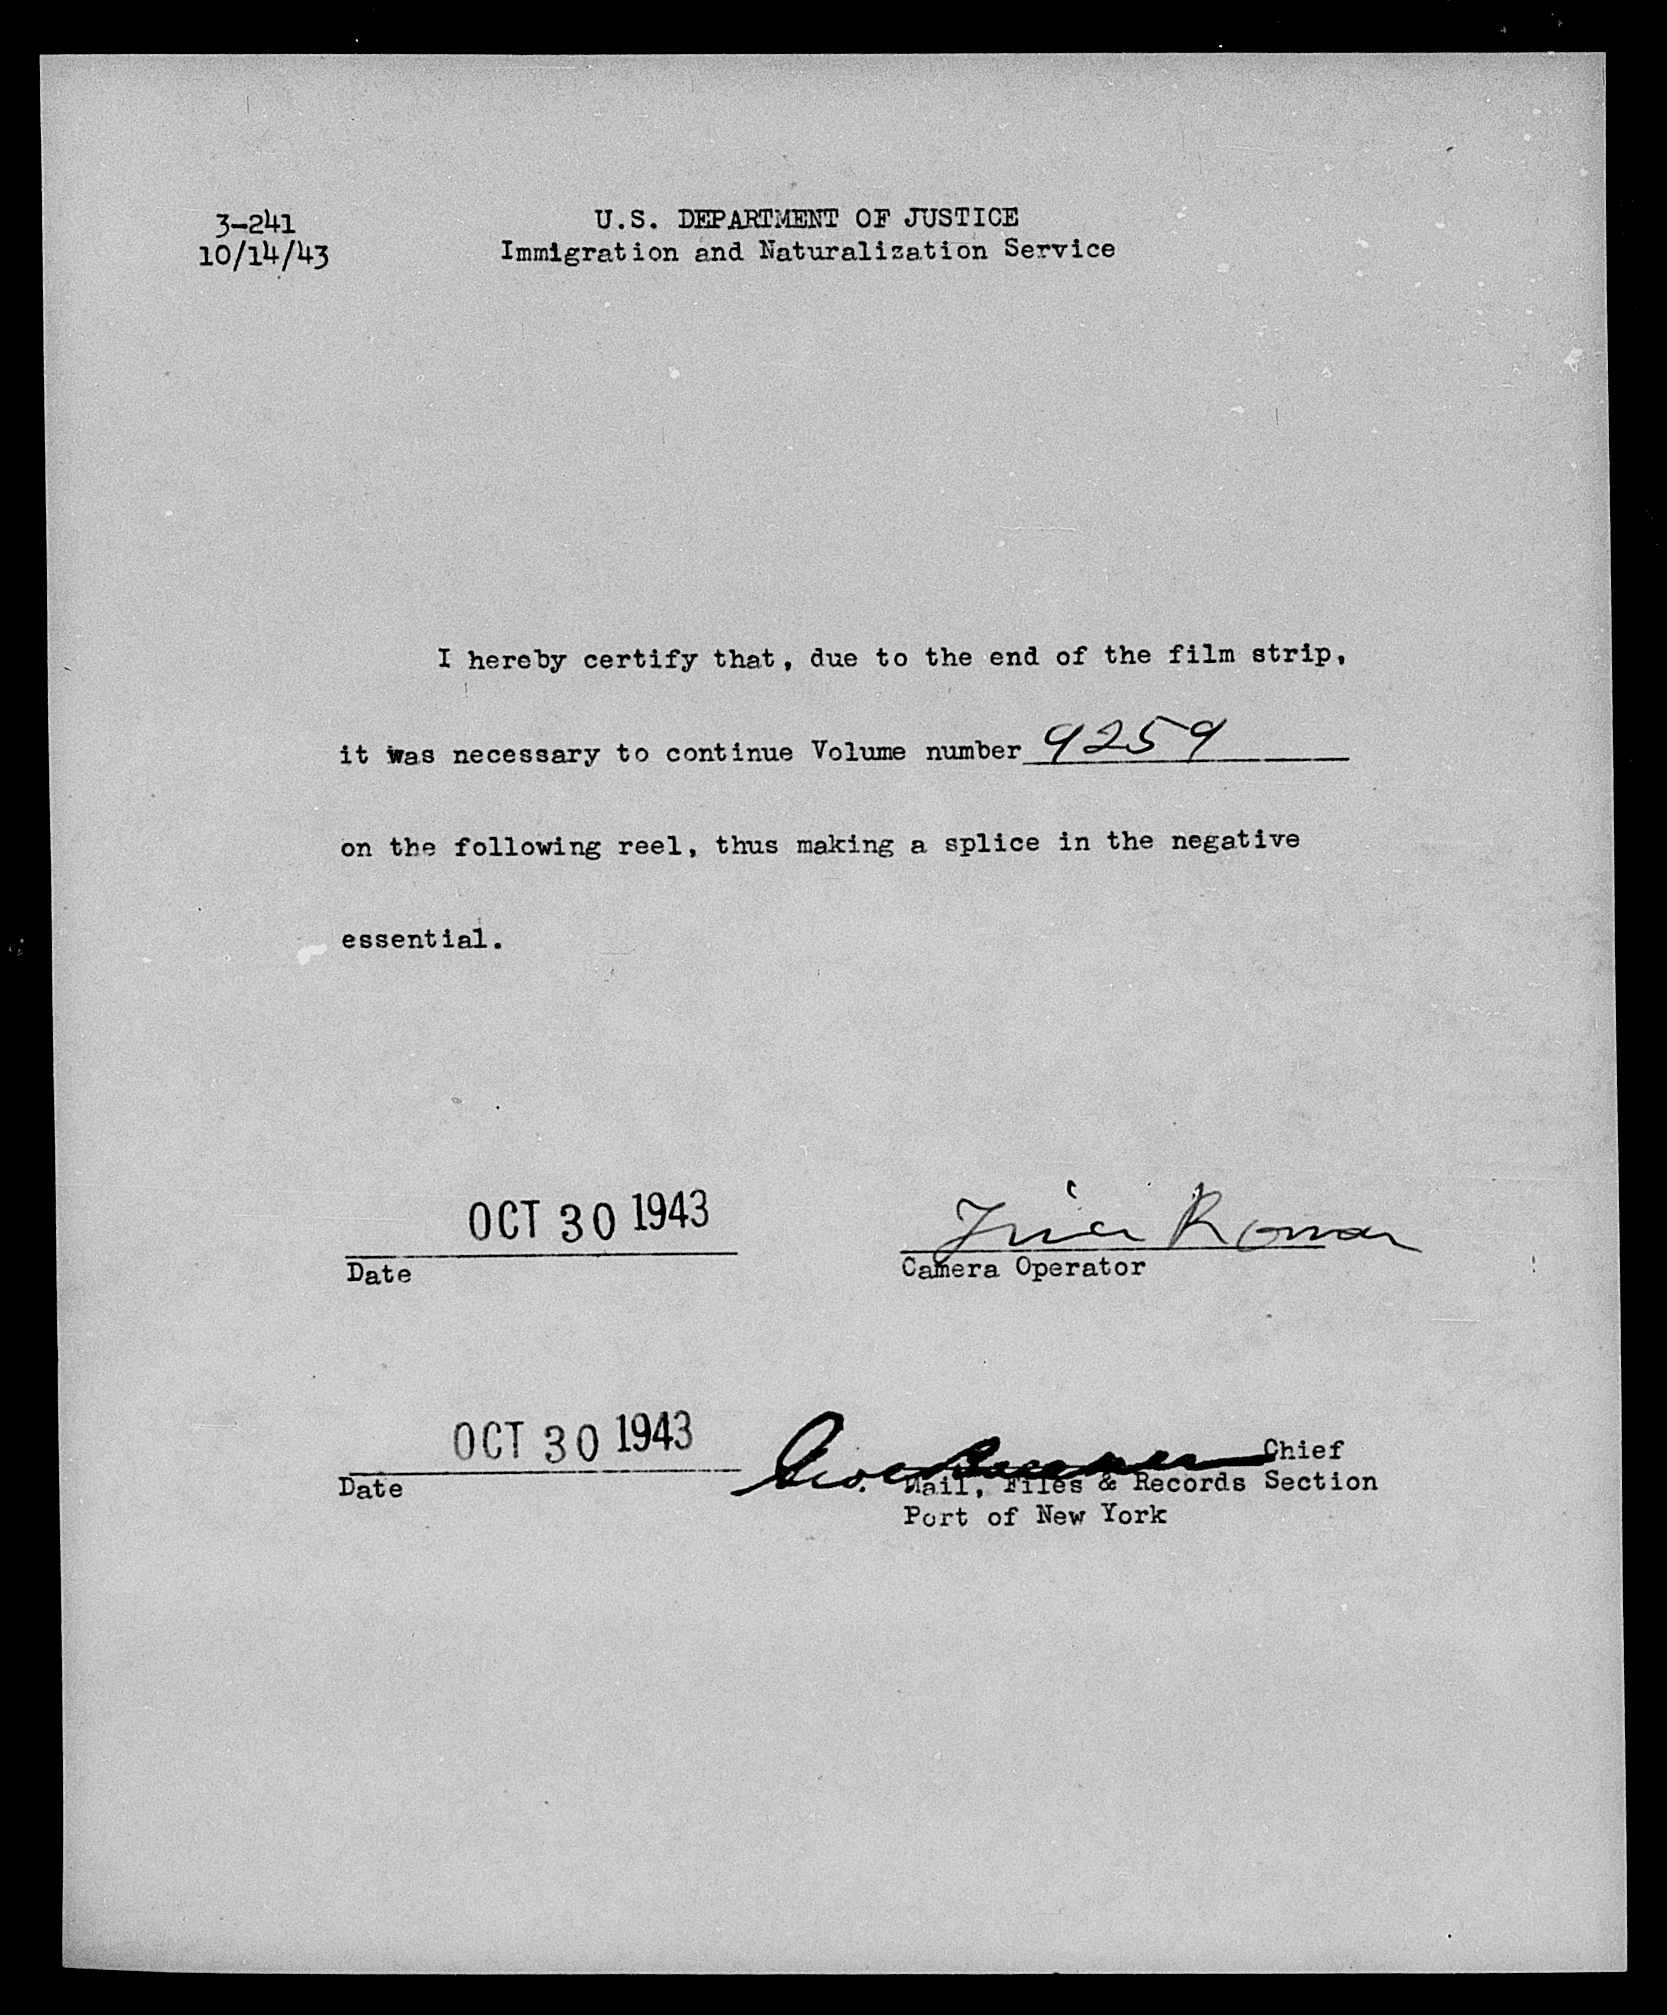 3-241
10/14/43
U.S. DEPARTMENT OF JUSTICE
Immigration and Naturalization Service
I hereby certify that, due to the end of the film strip,
it was necessary to continue Volume number 9259
on the following reel, thus making a splice in the negative
essential.
OCT 30 1943
Date
Roman
Camera Operator
OCT 30 1943
Date
Geo. Chief
Mail, Files & Records Section
Port of New York